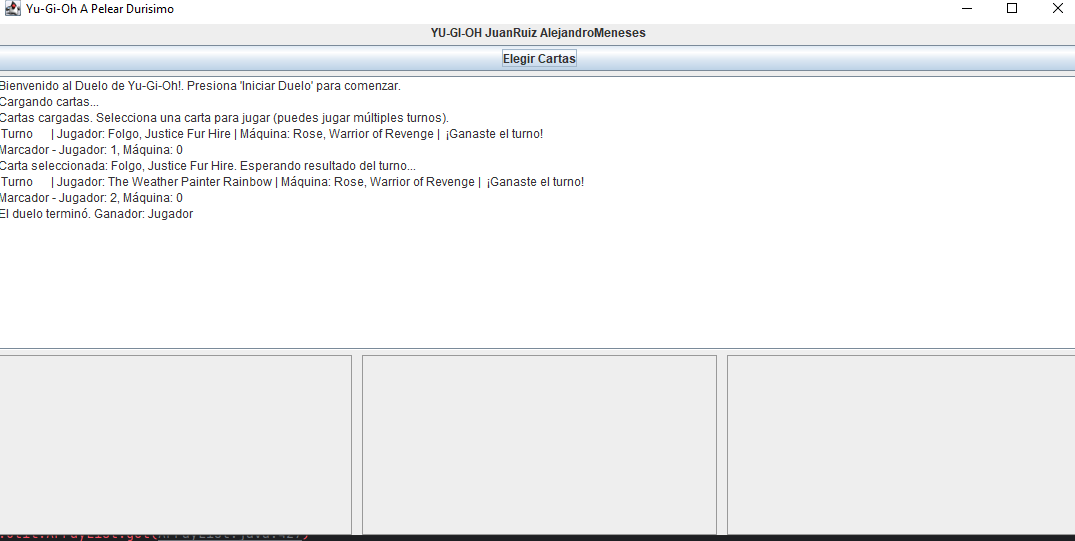 Yu-Gi-Oh A Pelear Durisimo
YU-GI-OH JuanRuiz AlejandroMeneses
Elegir Cartas
Bienvenido al Duelo de Yu-Gi-Oh!. Presiona 'Iniciar Duelo' para comenzar.
Cargando cartas...
Cartas cargadas. Selecciona una carta para jugar (puedes jugar múltiples turnos).
Turno | Jugador: Folgo, Justice Fur Hire | Máquina: Rose, Warrior of Revenge | ¡Ganaste el turno!
Marcador - Jugador: 1, Máquina: 0
Carta seleccionada: Folgo, Justice Fur Hire. Esperando resultado del turno...
Turno | Jugador: The Weather Painter Rainbow | Máquina: Rose, Warrior of Revenge | ¡Ganaste el turno!
Marcador - Jugador: 2, Máquina: 0
El duelo terminó. Ganador: Jugador